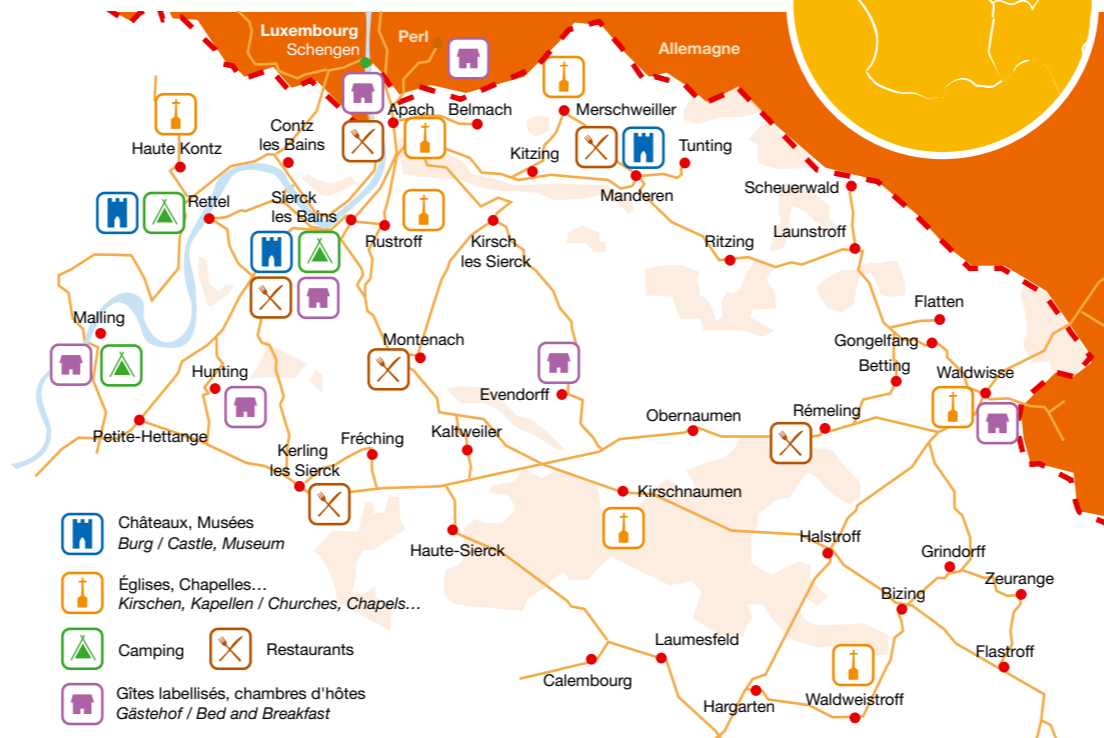 Luxembourg
Schengen
Perl
Allemagne
Apach
Belmach
Merschweiller
Contz
les Bains
Haute Kontz
Kitzing
Tunting
Manderen
Scheuerwald
Rettel
Sierck
les Bains
Rustroff
Kirsch
les Sierck
Ritzing
Launstroff
Malling
Flatten
Montenach
Gongelfang
Hunting
Betting
Waldwisse
Evendorff
Petite-Hettange
Obernaumen
Rémeling
Fréching
Kaltweiler
Kerling
les Sierck
Kirschnaumen
Haute-Sierck
Halstroff
Grindorff
Zeurange
Bizing
Laumesfeld
Flastroff
Calembourg
Hargarten
Waldweistroff
Châteaux, Musées
Burg / Castle, Museum
Églises, Chapelles...
Kirschen, Kapellen / Churches, Chapels...
Camping
Restaurants
Gîtes labellisés, chambres d'hôtes
Gästehof / Bed and Breakfast